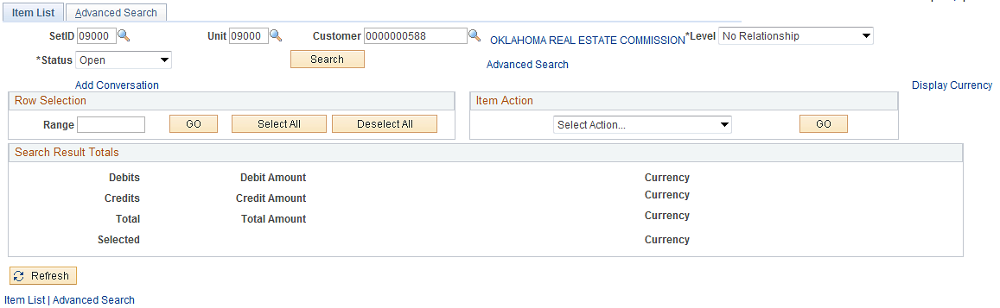 Item List Advanced Search
SetID 09000 Unit 09000 Customer 0000000588 OKLAHOMA REAL ESTATE COMMISSION *Level No Relationship
*Status Open Search Advanced Search
Add Conversation Display Currency
Row Selection Item Action
Range GO Select All Deselect All Select Action... GO
Search Result Totals
Debits Debit Amount Currency
Credits Credit Amount Currency
Total Total Amount Currency
Selected Currency
Refresh
Item List | Advanced Search